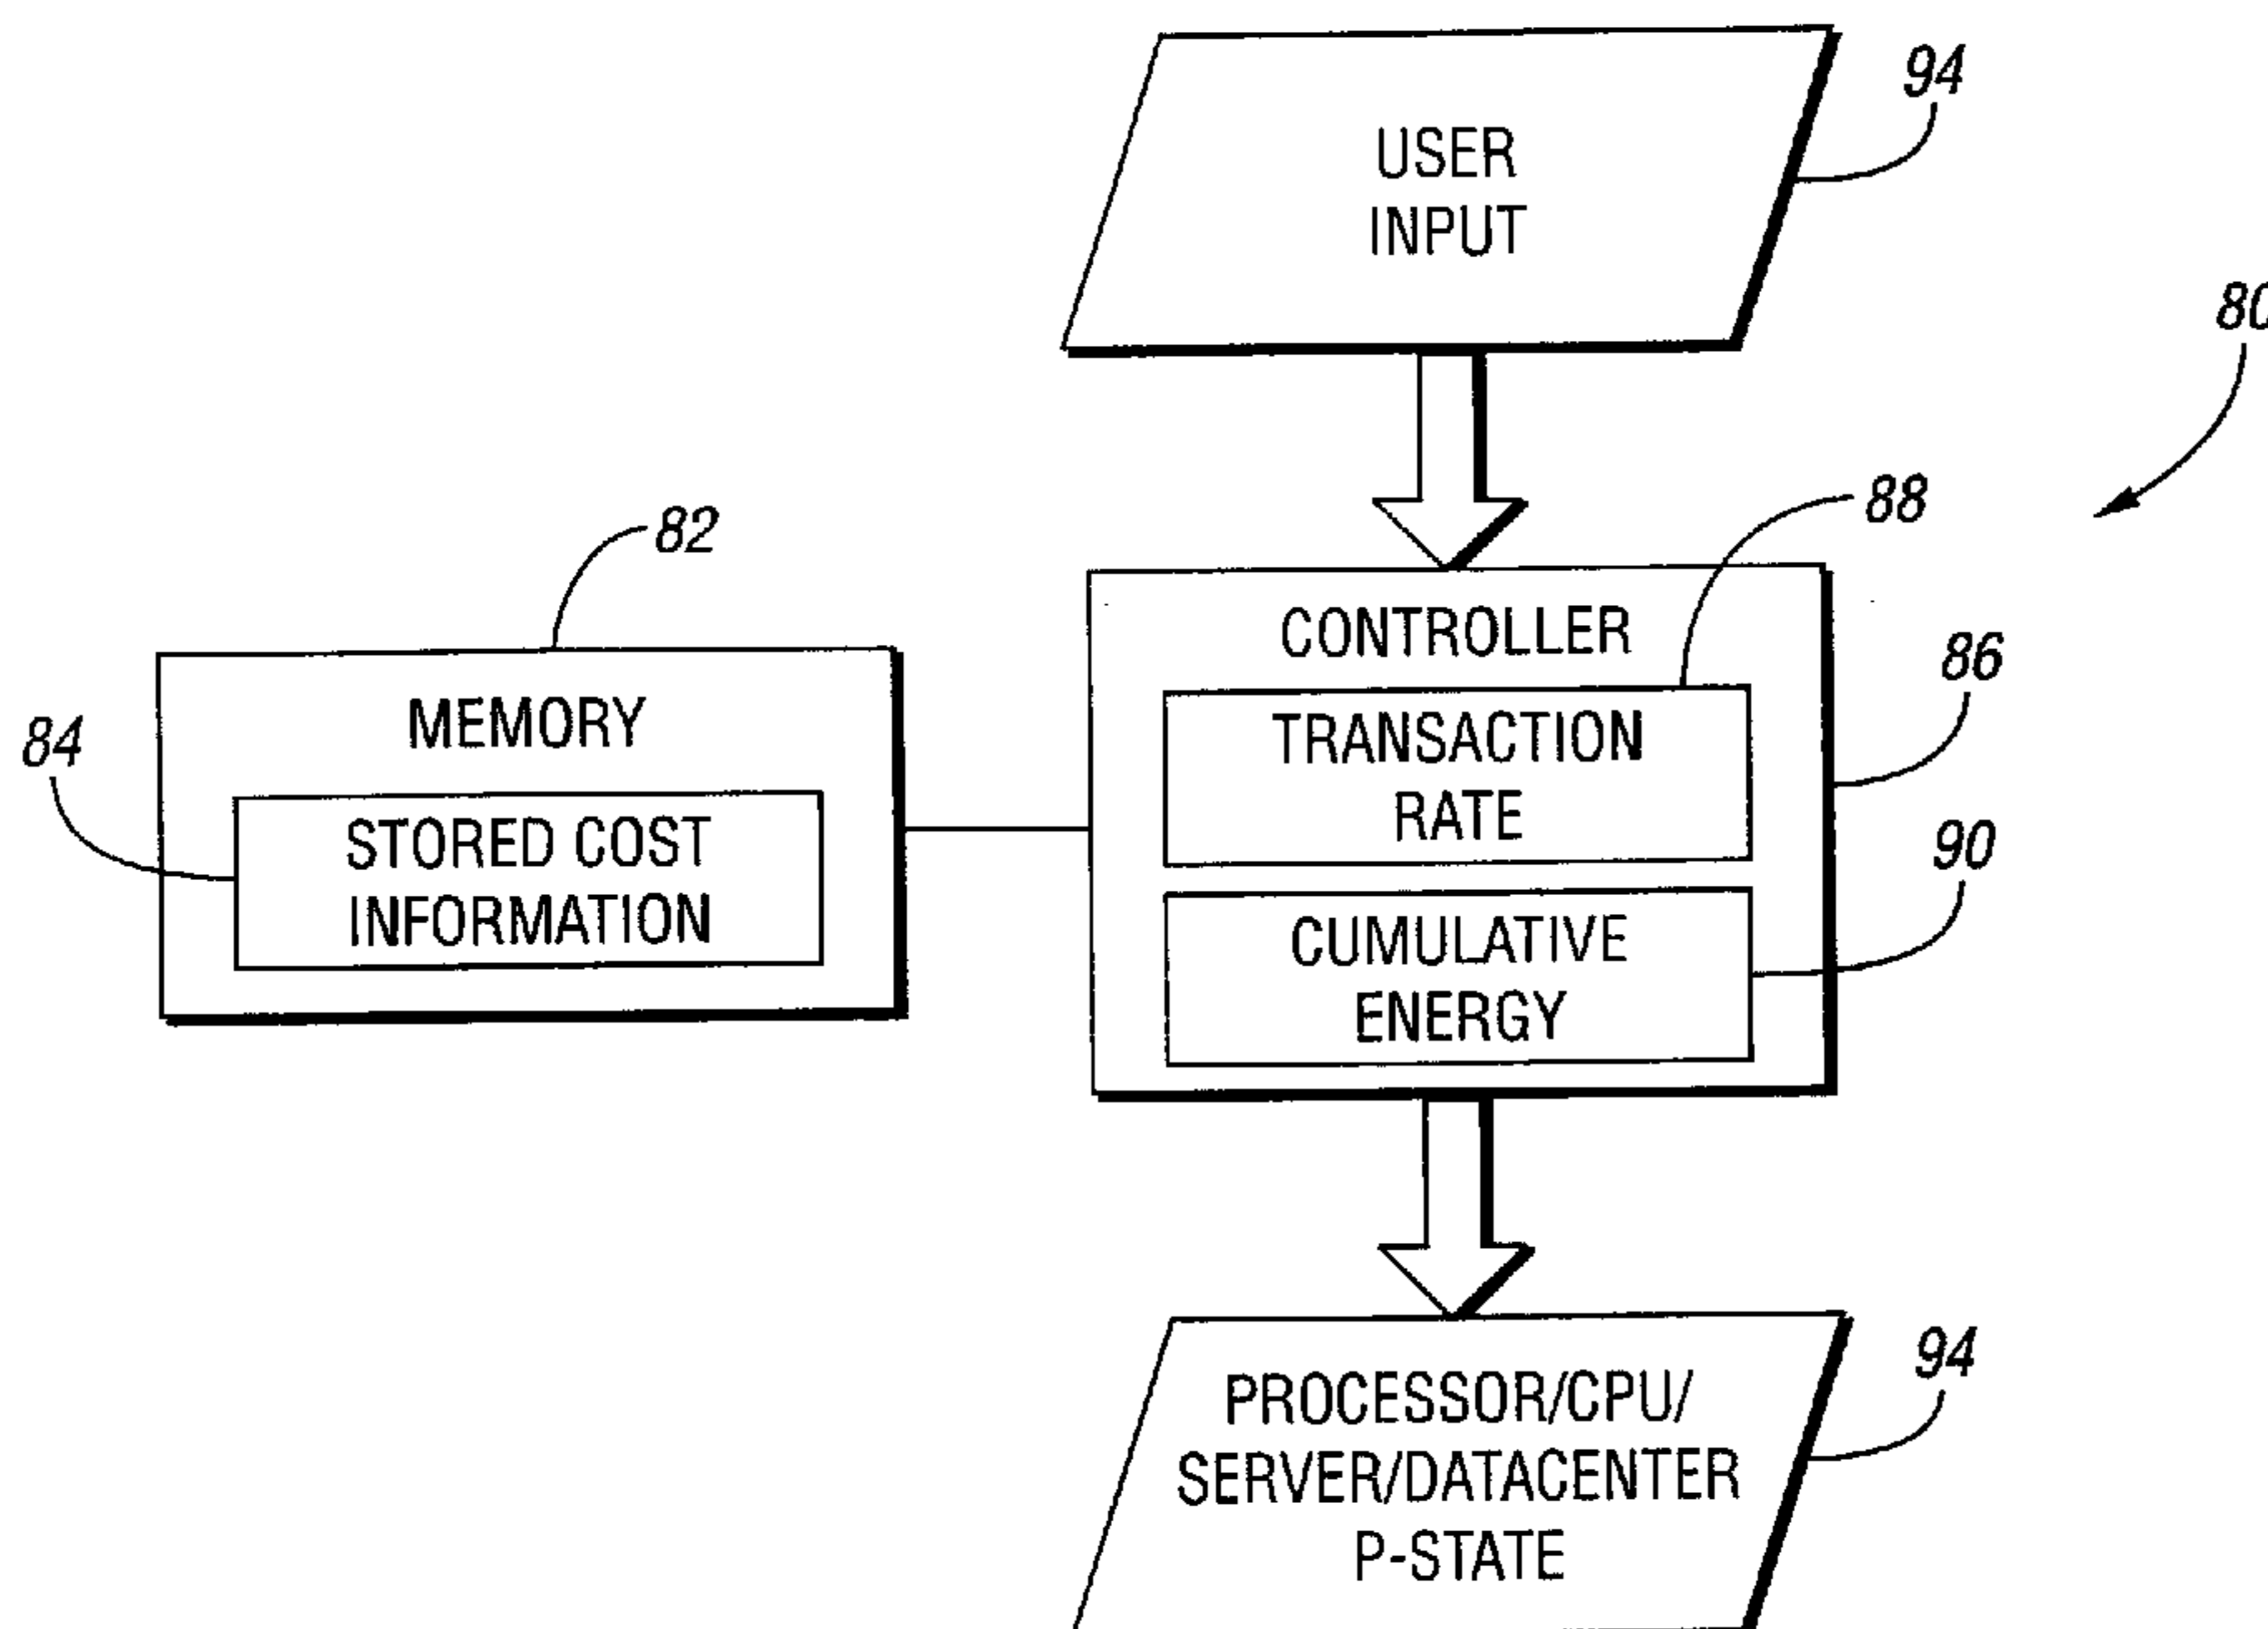 USER
INPUT
94
80
82
88
MEMORY
84
STORED COST
INFORMATION
CONTROLLER
86
TRANSACTION
RATE
90
CUMULATIVE
ENERGY
PROCESSOR/CPU/
SERVER/DATACENTER
P-STATE
94